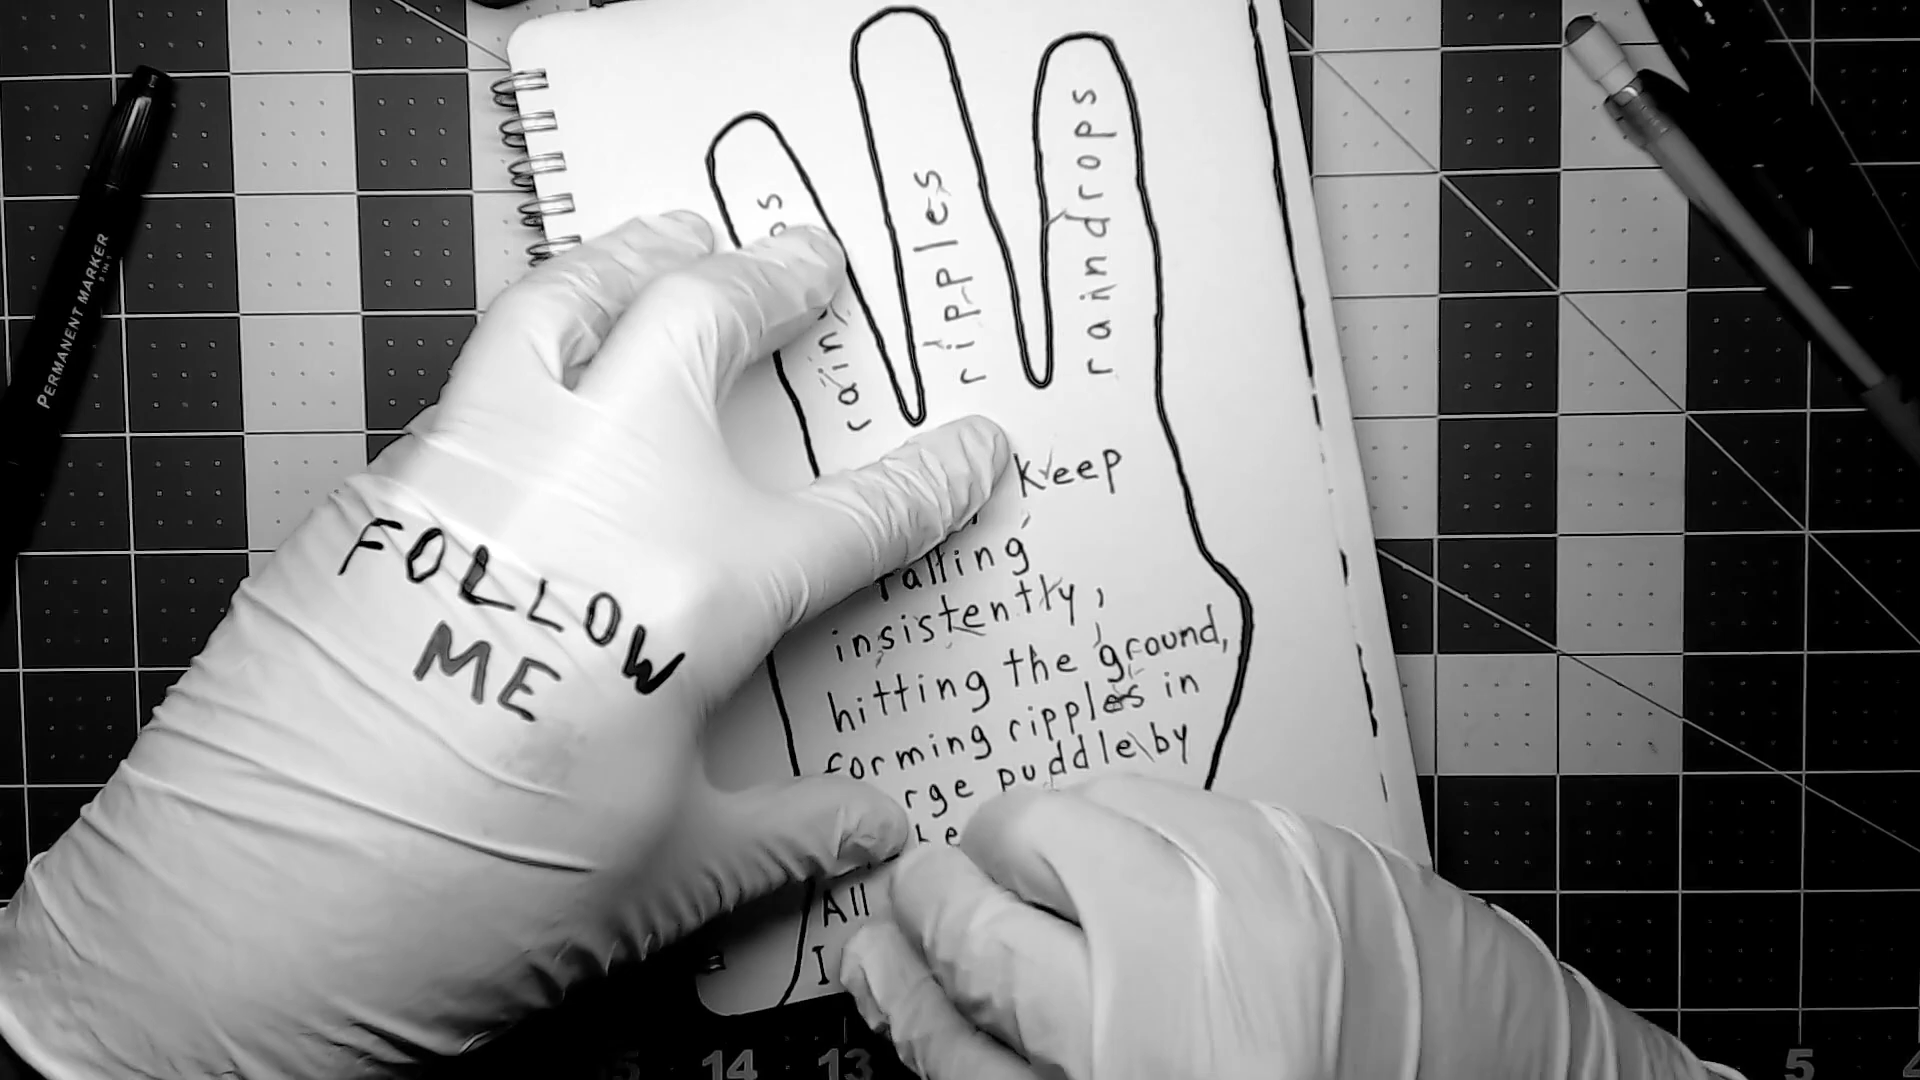 PERMANENT MARKER
ripples
raindrops
keep
falling
insistently,
hitting the ground,
forming ripples in
puddle by
All
I
FOLLOW
ME
14
13
5